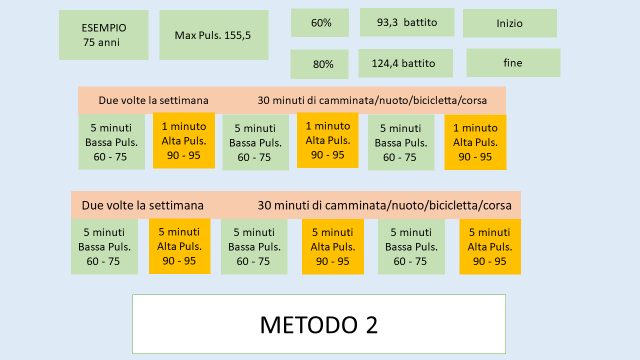 ESEMPIO
75 anni
Max Puls. 155,5
60%
93,3 battito
Inizio
80%
124,4 battito
fine
Due volte la settimana
30 minuti di camminata/nuoto/bicicletta/corsa
5 minuti
Bassa Puls.
60 - 75
1 minuto
Alta Puls.
90 - 95
5 minuti
Bassa Puls.
60 - 75
1 minuto
Alta Puls.
90 - 95
5 minuti
Bassa Puls.
60 - 75
1 minuto
Alta Puls.
90 - 95
Due volte la settimana
30 minuti di camminata/nuoto/bicicletta/corsa
5 minuti
Bassa Puls.
60 - 75
5 minuti
Alta Puls.
90 - 95
5 minuti
Bassa Puls.
60 - 75
5 minuti
Alta Puls.
90 - 95
5 minuti
Bassa Puls.
60 - 75
5 minuti
Alta Puls.
90 - 95
METODO 2